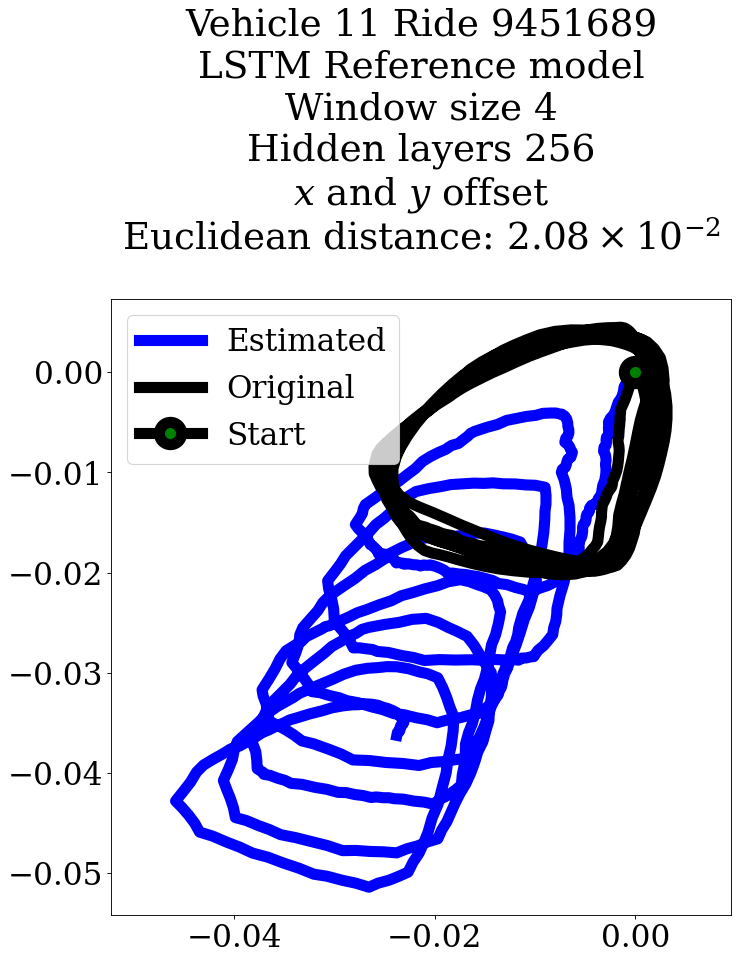 Vehicle 11 Ride 9451689
LSTM Reference model
Window size 4
Hidden layers 256
x and y offset
Euclidean distance: 2.08 × 10⁻²
Estimated
Original
Start
0.00
−0.01
−0.02
−0.03
−0.04
−0.05
−0.04
−0.02
0.00